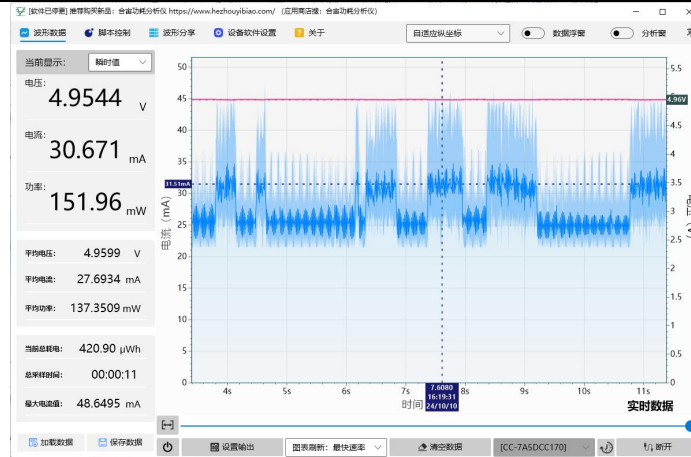 [软件已停更] 推荐购买新品：合宙功耗分析仪 https://www.hezhouyibiao.com/ （应用商店搜：合宙功耗分析仪）
波形数据 脚本控制 波形分享 设备软件设置 关于 自适应纵坐标 数据浮窗 分析窗
当前显示： 瞬时值
电压：
4.9544 V
电流：
30.671 mA
功率：
151.96 mW
平均电压： 4.9599 V
平均电流： 27.6934 mA
平均功率： 137.3509 mW
当前总耗电： 420.90 μWh
总采样时间： 00:00:11
最大电流值： 48.6495 mA
加载数据 保存数据
50
45
40
35
31.51mA
30
25
20
15
10
5
0
电流 (mA)
5.5
4.96V
4.5
4
3.5
3
2.5
2
1.5
1
0.5
0
4s 5s 6s 7s 8s 9s 10s 11s
7.6080
16:19:31
24/10/10
时间
实时数据
设置输出 图表刷新：最快速率 清空数据 [CC-7A5DCC170] 断开